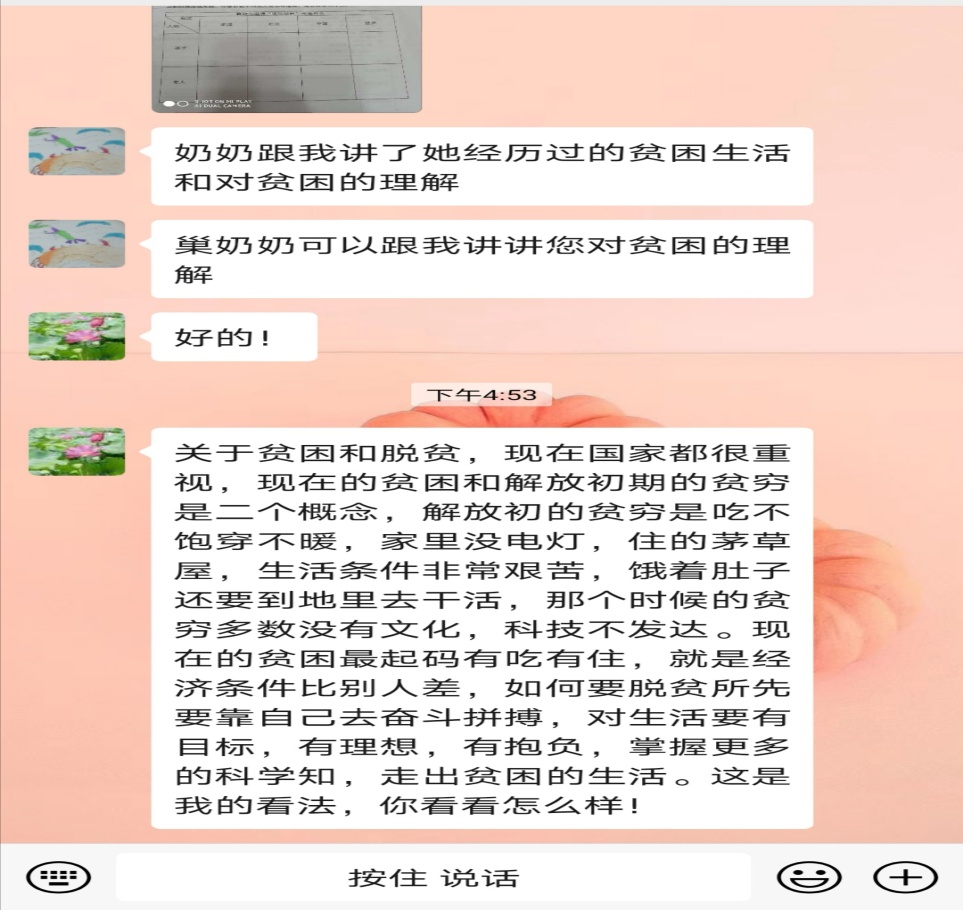 奶奶跟我讲了她经历过的贫困生活
和对贫困的理解
巢奶奶可以跟我讲讲您对贫困的理
解
好的！
下午4:53
关于贫困和脱贫，现在国家都很重
视，现在的贫困和解放初期的贫穷
是二个概念，解放初的贫穷是吃不
饱穿不暖，家里没电灯，住的茅草
屋，生活条件非常艰苦，饿着肚子
还要到地里去干活，那个时候的贫
穷多数没有文化，科技不发达。现
在的贫困最起码有吃有住，就是经
济条件比别人差，如何要脱贫所先
要靠自己去奋斗拼搏，对生活要有
目标，有理想，有抱负，掌握更多
的科学知，走出贫困的生活。这是
我的看法，你看看怎么样！
按住 说话